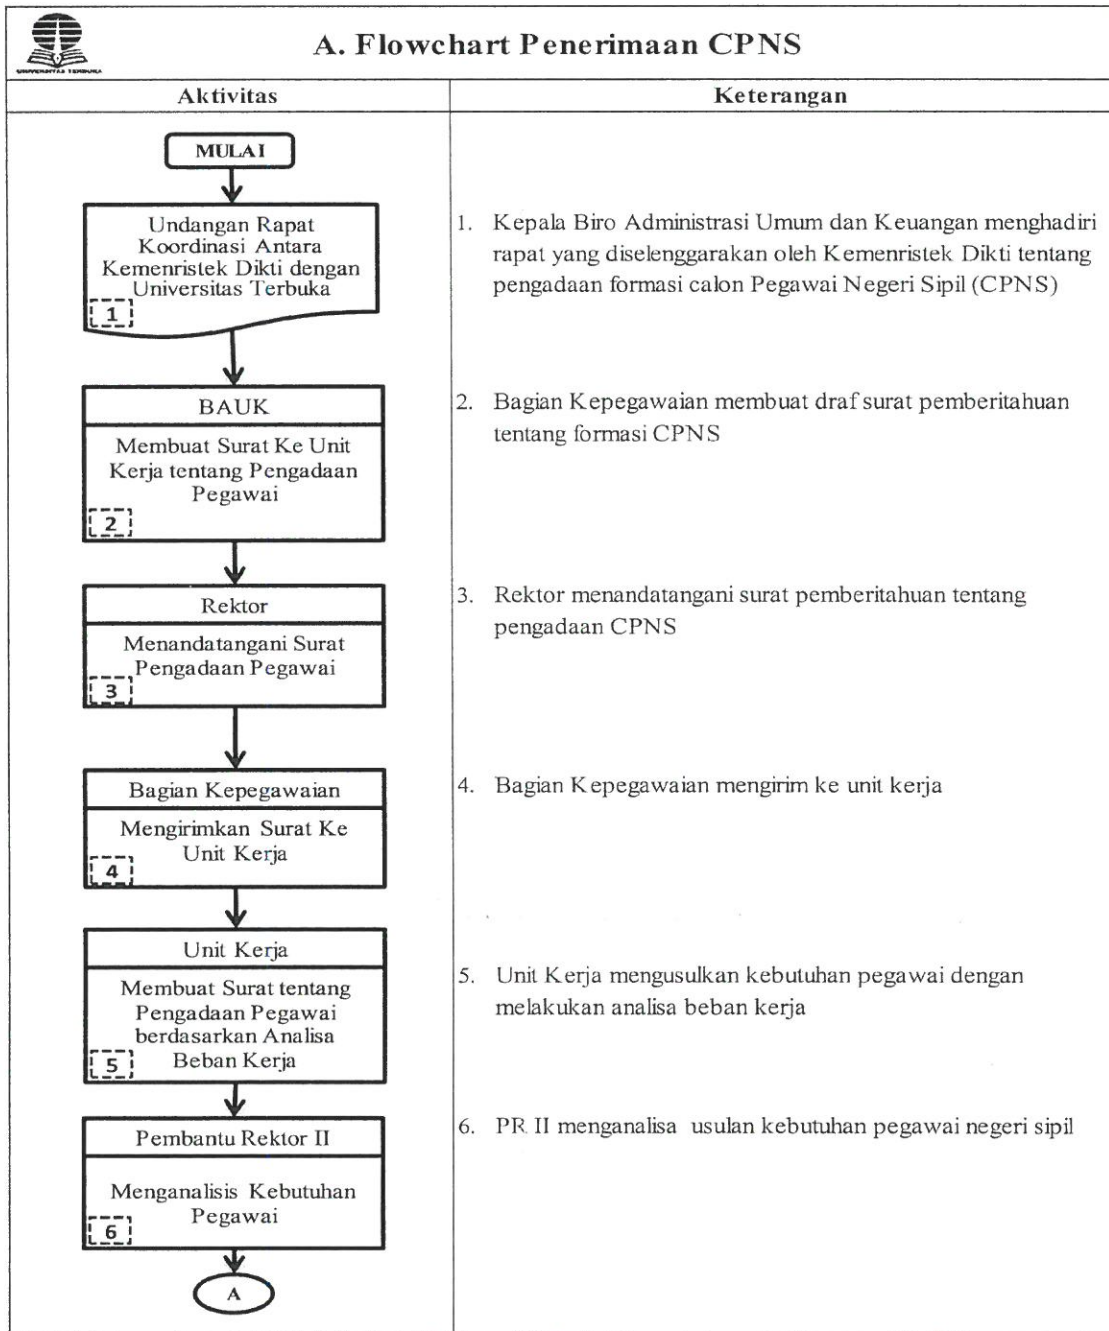 UNIVERSITAS TERBUKA
A. Flowchart Penerimaan CPNS
Aktivitas
Keterangan
MULAI
Undangan Rapat
Koordinasi Antara
Kemenristek Dikti dengan
Universitas Terbuka
1
1. Kepala Biro Administrasi Umum dan Keuangan menghadiri
rapat yang diselenggarakan oleh Kemenristek Dikti tentang
pengadaan formasi calon Pegawai Negeri Sipil (CPNS)
BAUK
Membuat Surat Ke Unit
Kerja tentang Pengadaan
Pegawai
2
2. Bagian Kepegawaian membuat draf surat pemberitahuan
tentang formasi CPNS
Rektor
Menandatangani Surat
Pengadaan Pegawai
3
3. Rektor menandatangani surat pemberitahuan tentang
pengadaan CPNS
Bagian Kepegawaian
Mengirimkan Surat Ke
Unit Kerja
4
4. Bagian Kepegawaian mengirim ke unit kerja
Unit Kerja
Membuat Surat tentang
Pengadaan Pegawai
berdasarkan Analisa
Beban Kerja
5
5. Unit Kerja mengusulkan kebutuhan pegawai dengan
melakukan analisa beban kerja
Pembantu Rektor II
Menganalisis Kebutuhan
Pegawai
6
6. PR II menganalisa usulan kebutuhan pegawai negeri sipil
A